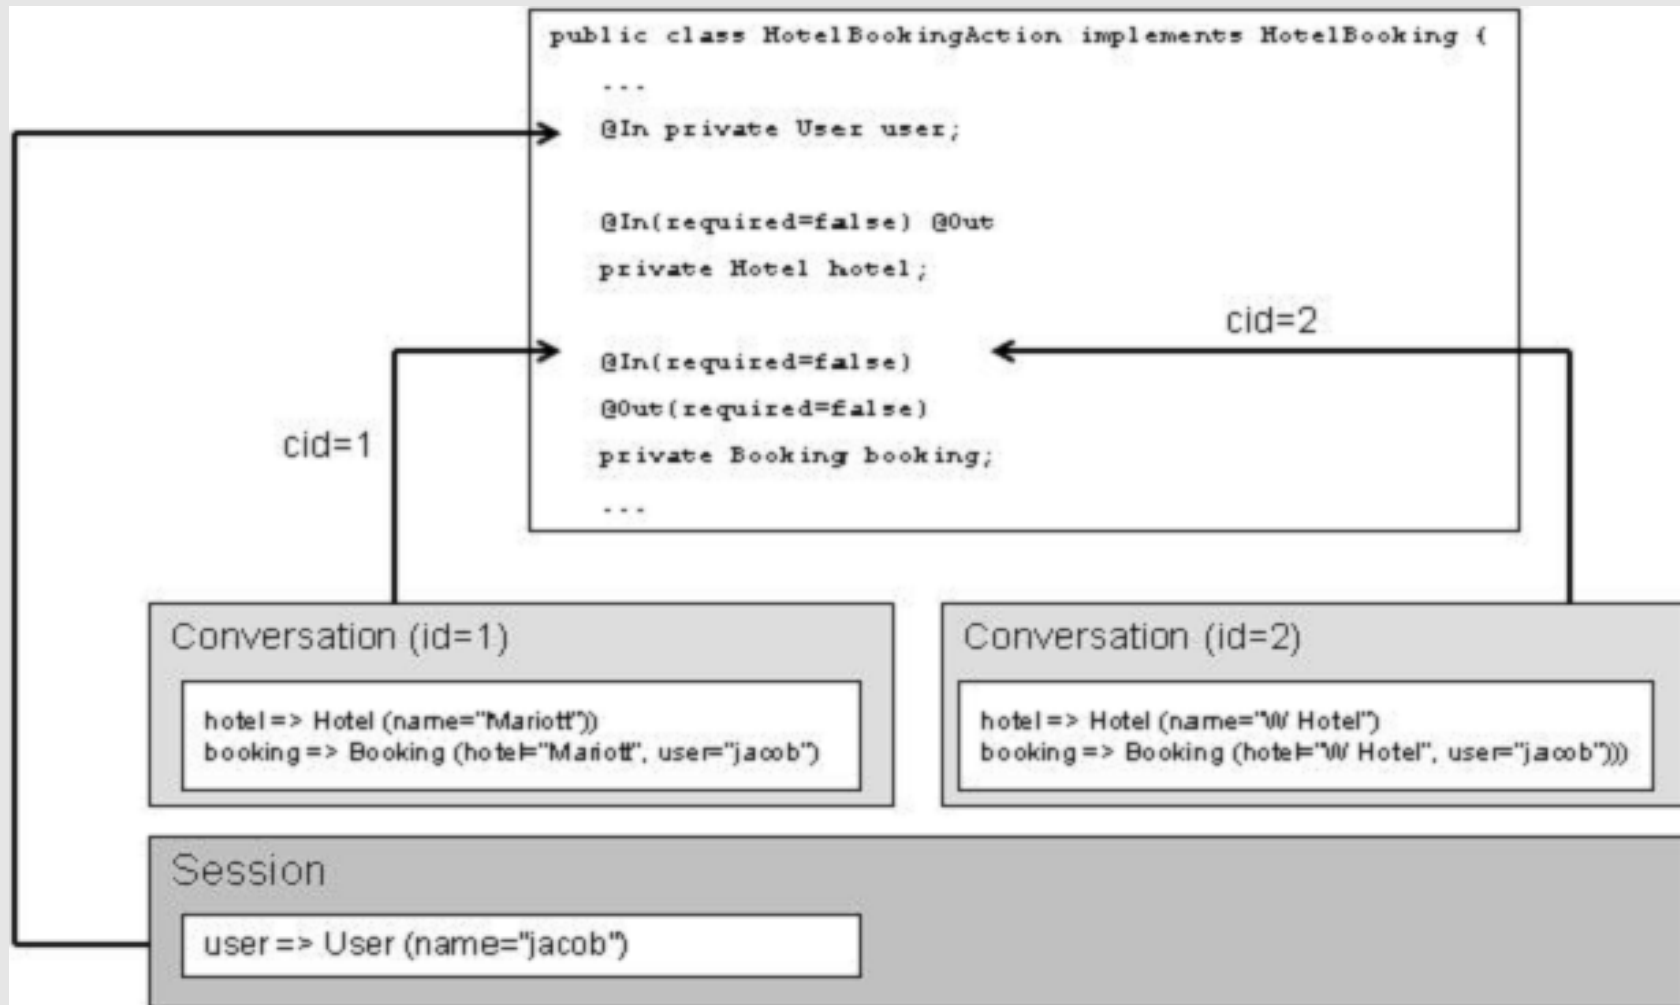 public class HotelBookingAction implements HotelBooking {
...
@In private User user;
@In(required=false) @Out
private Hotel hotel;
cid=2
@In(required=false)
@Out(required=false)
cid=1
private Booking booking;
...
Conversation (id=1)
hotel => Hotel (name="Mariott"))
booking => Booking (hotel="Mariott", user="jacob")
Conversation (id=2)
hotel => Hotel (name="W Hotel")
booking => Booking (hotel="W Hotel", user="jacob")))
Session
user => User (name="jacob")